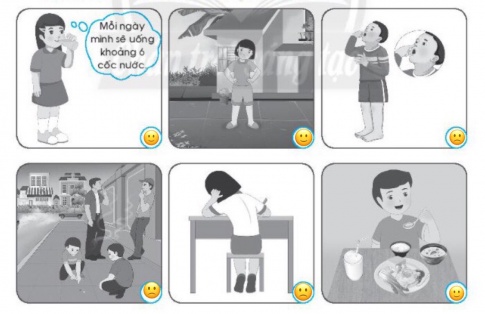 Mỗi ngày
mình sẽ uống
khoảng 6
cốc nước.